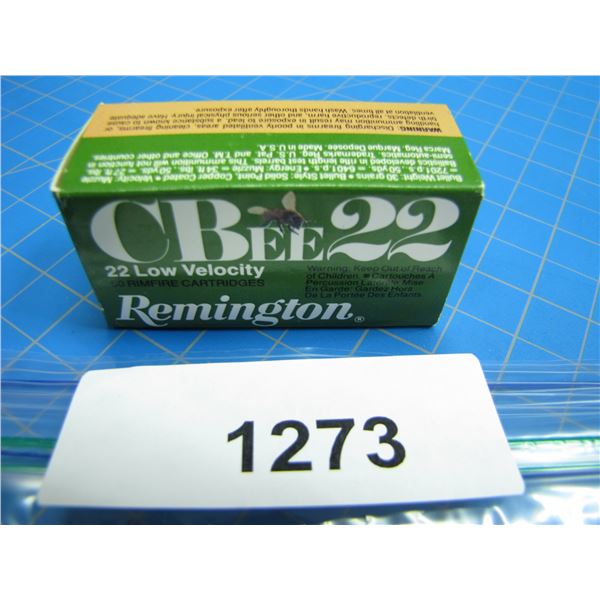 WARNING: Discharging firearms in poorly ventilated areas, cleaning firearms, or
handling ammunition may result in exposure to lead, a substance known to cause
birth defects, reproductive harm, and other serious physical injury. Have adequate
ventilation at all times. Wash hands thoroughly after exposure.
Bullet Weight: 30 grains • Bullet Style: Solid Point, Copper Coated • Velocity: Muzzle
= 720 f.p.s., 50 yds. = 640 f.p.s. • Energy: Muzzle = 34 ft. lbs., 50 yds. = 27 ft. lbs.
Ballistics developed in test length barrels. This ammunition will not function in
semi-automatics. Trademarks Reg. U.S. Pat. & T.M. Office and other countries.
Marca Reg. Marque Deposée. Made in U.S.A.
CBEE22
22 Low Velocity
50 RIMFIRE CARTRIDGES
Remington®
Warning: Keep Out of Reach
of Children. • Cartouches À
Percussion Laterale. Mise
En Garde: Gardez Hors
De La Portée Des Enfants.
1273